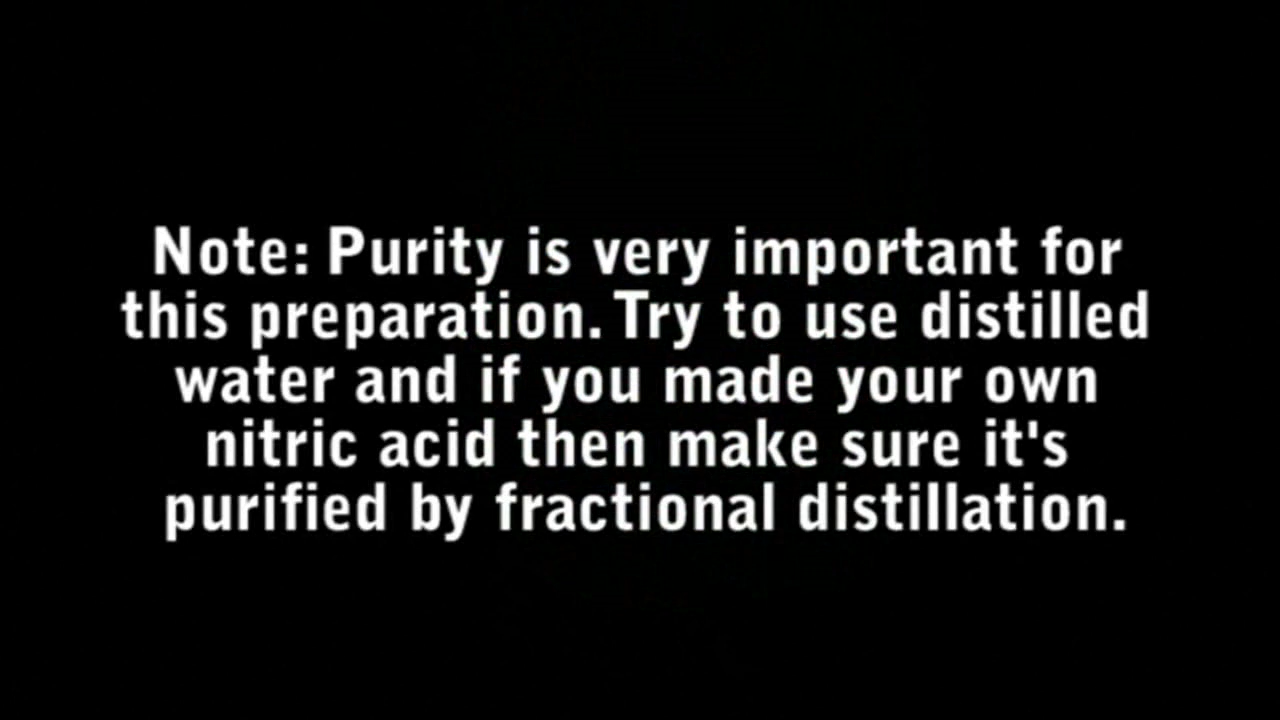 Note: Purity is very important for
this preparation. Try to use distilled
water and if you made your own
nitric acid then make sure it's
purified by fractional distillation.